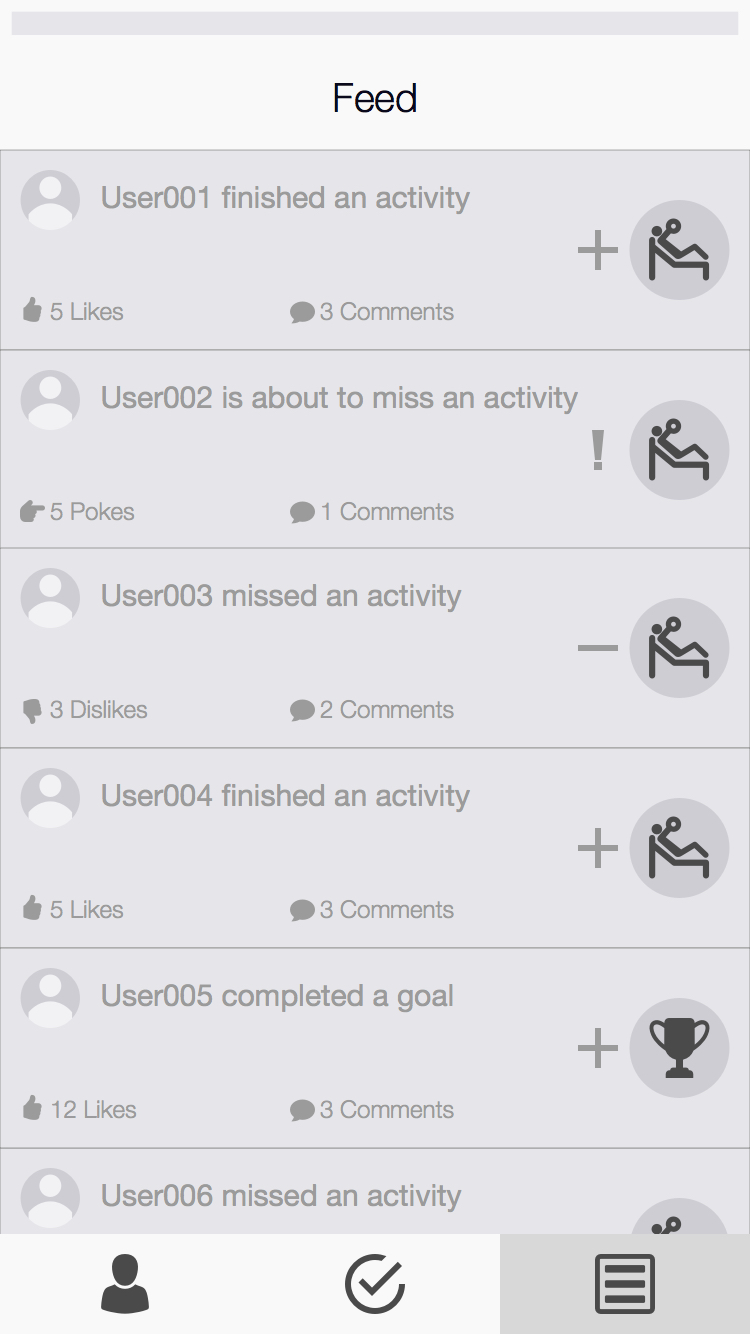 Feed
User001 finished an activity
5 Likes 3 Comments
User002 is about to miss an activity
!
5 Pokes 1 Comments
User003 missed an activity
3 Dislikes 2 Comments
User004 finished an activity
5 Likes 3 Comments
User005 completed a goal
12 Likes 3 Comments
User006 missed an activity